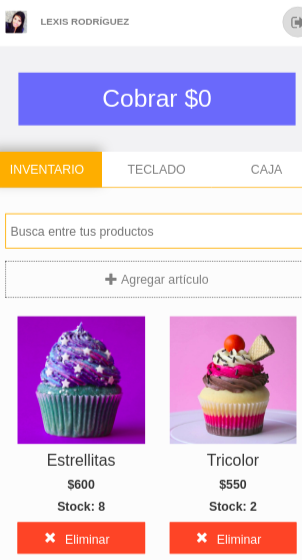 LEXIS RODRÍGUEZ
Cobrar $0
INVENTARIO TECLADO CAJA
Busca entre tus productos
Agregar artículo
Estrellitas Tricolor
$600 $550
Stock: 8 Stock: 2
Eliminar Eliminar